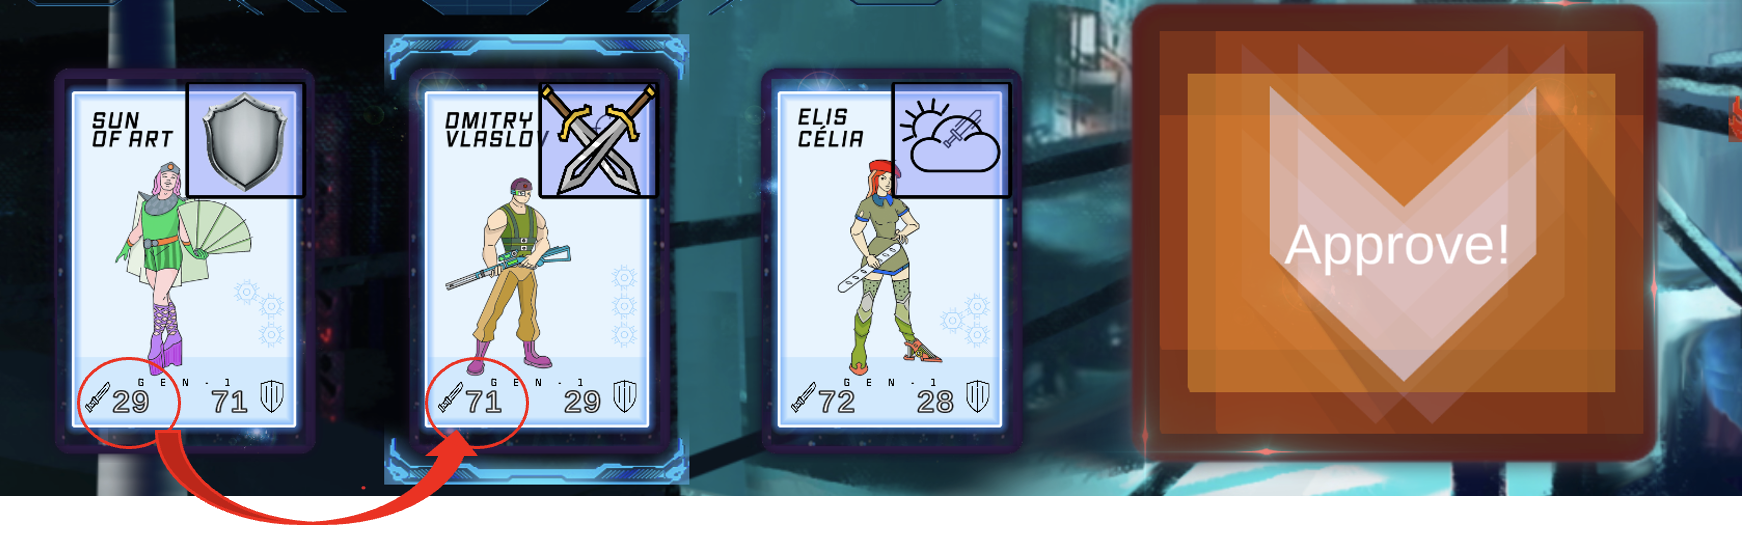 SUN
OF ART
GEN-1
29 71
DMITRY
VLASLOV
GEN-1
71 29
ELIS
CÉLIA
GEN-1
72 28
Approve!